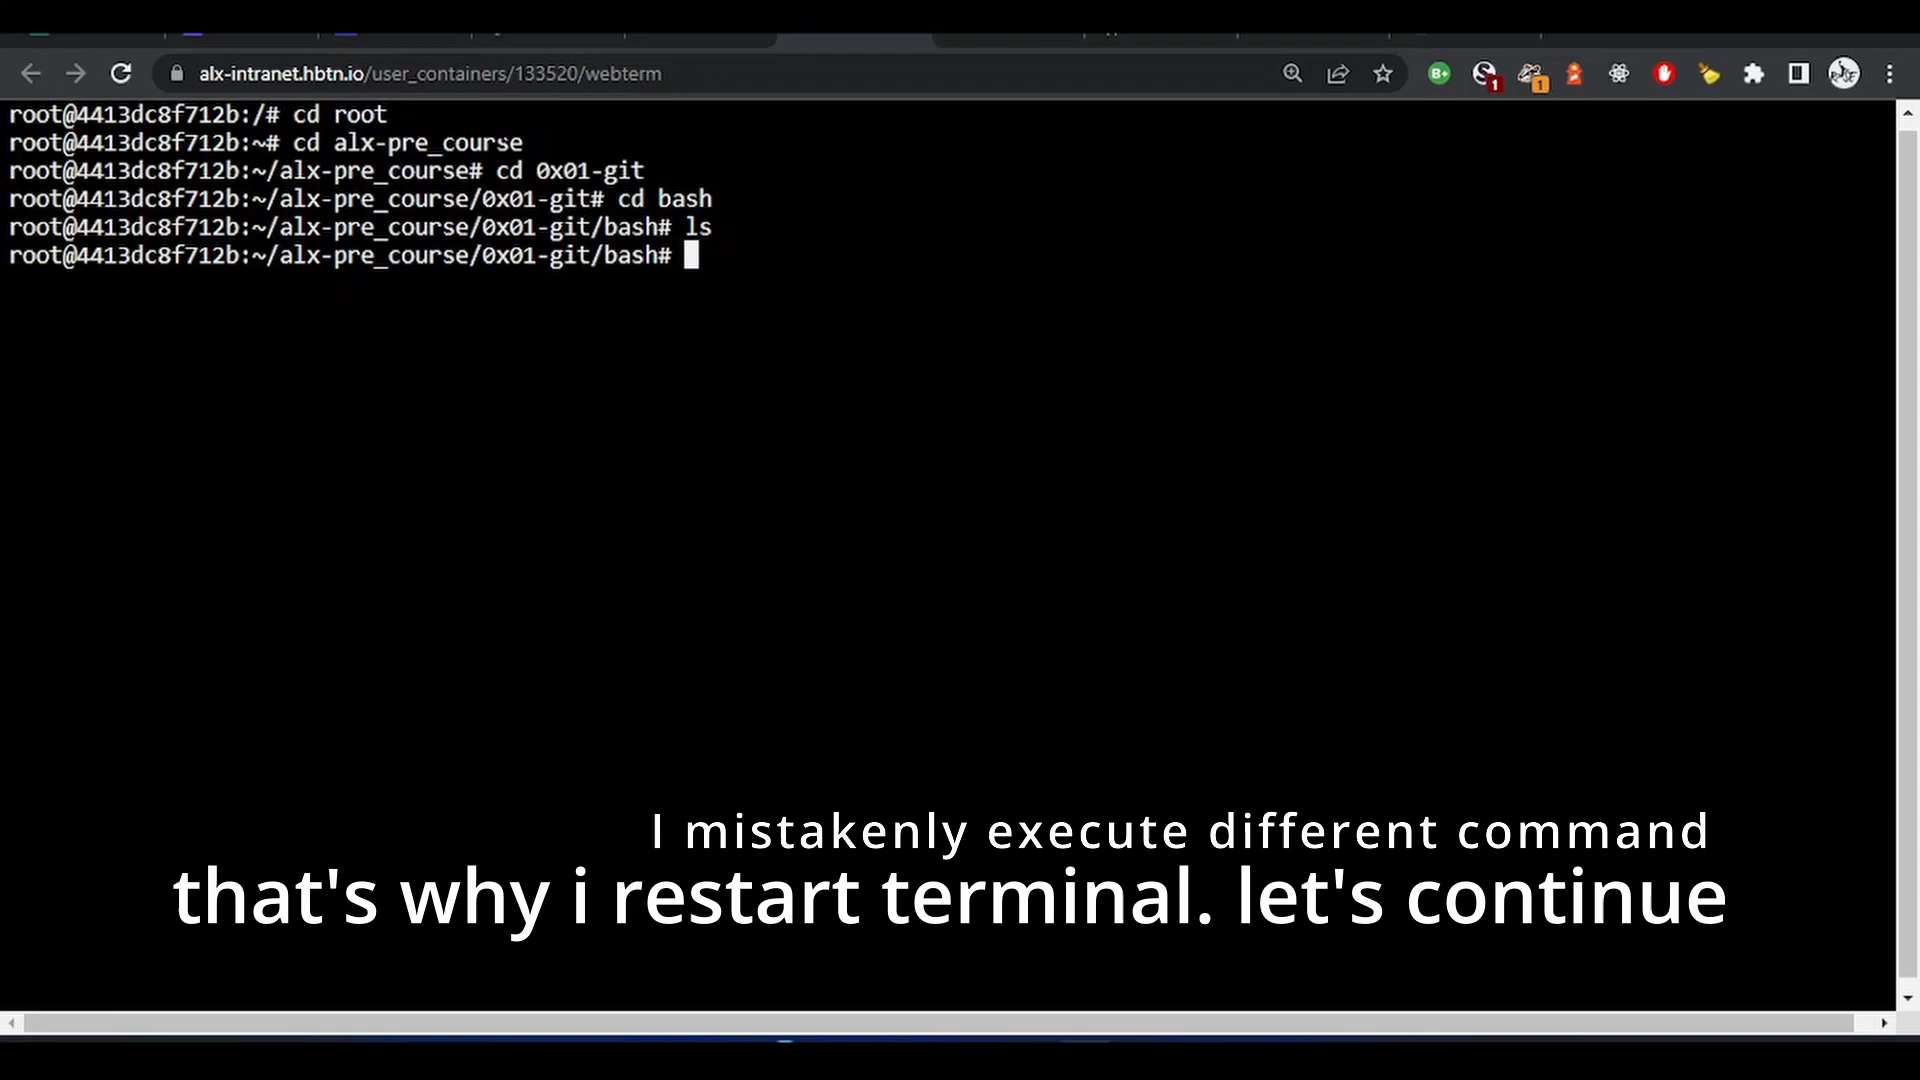 alx-intranet.hbtn.io/user_containers/133520/webterm
B+
1
1
root@4413dc8f712b:/# cd root
root@4413dc8f712b:~# cd alx-pre_course
root@4413dc8f712b:~/alx-pre_course# cd 0x01-git
root@4413dc8f712b:~/alx-pre_course/0x01-git# cd bash
root@4413dc8f712b:~/alx-pre_course/0x01-git/bash# ls
root@4413dc8f712b:~/alx-pre_course/0x01-git/bash#
I mistakenly execute different command
that's why i restart terminal. let's continue